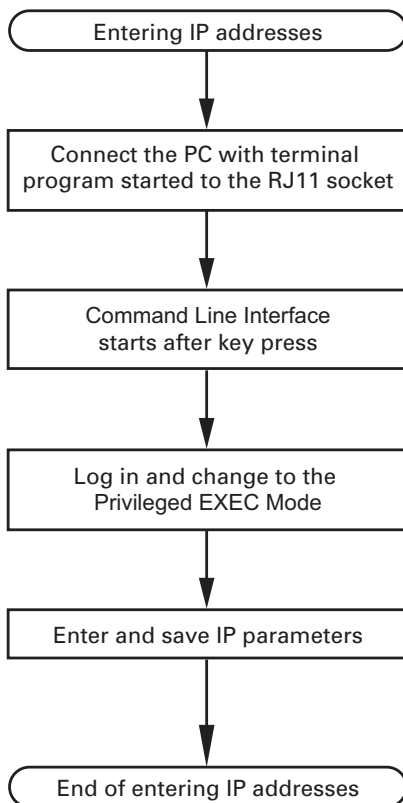 Entering IP addresses
Connect the PC with terminal
program started to the RJ11 socket
Command Line Interface
starts after key press
Log in and change to the
Privileged EXEC Mode
Enter and save IP parameters
End of entering IP addresses